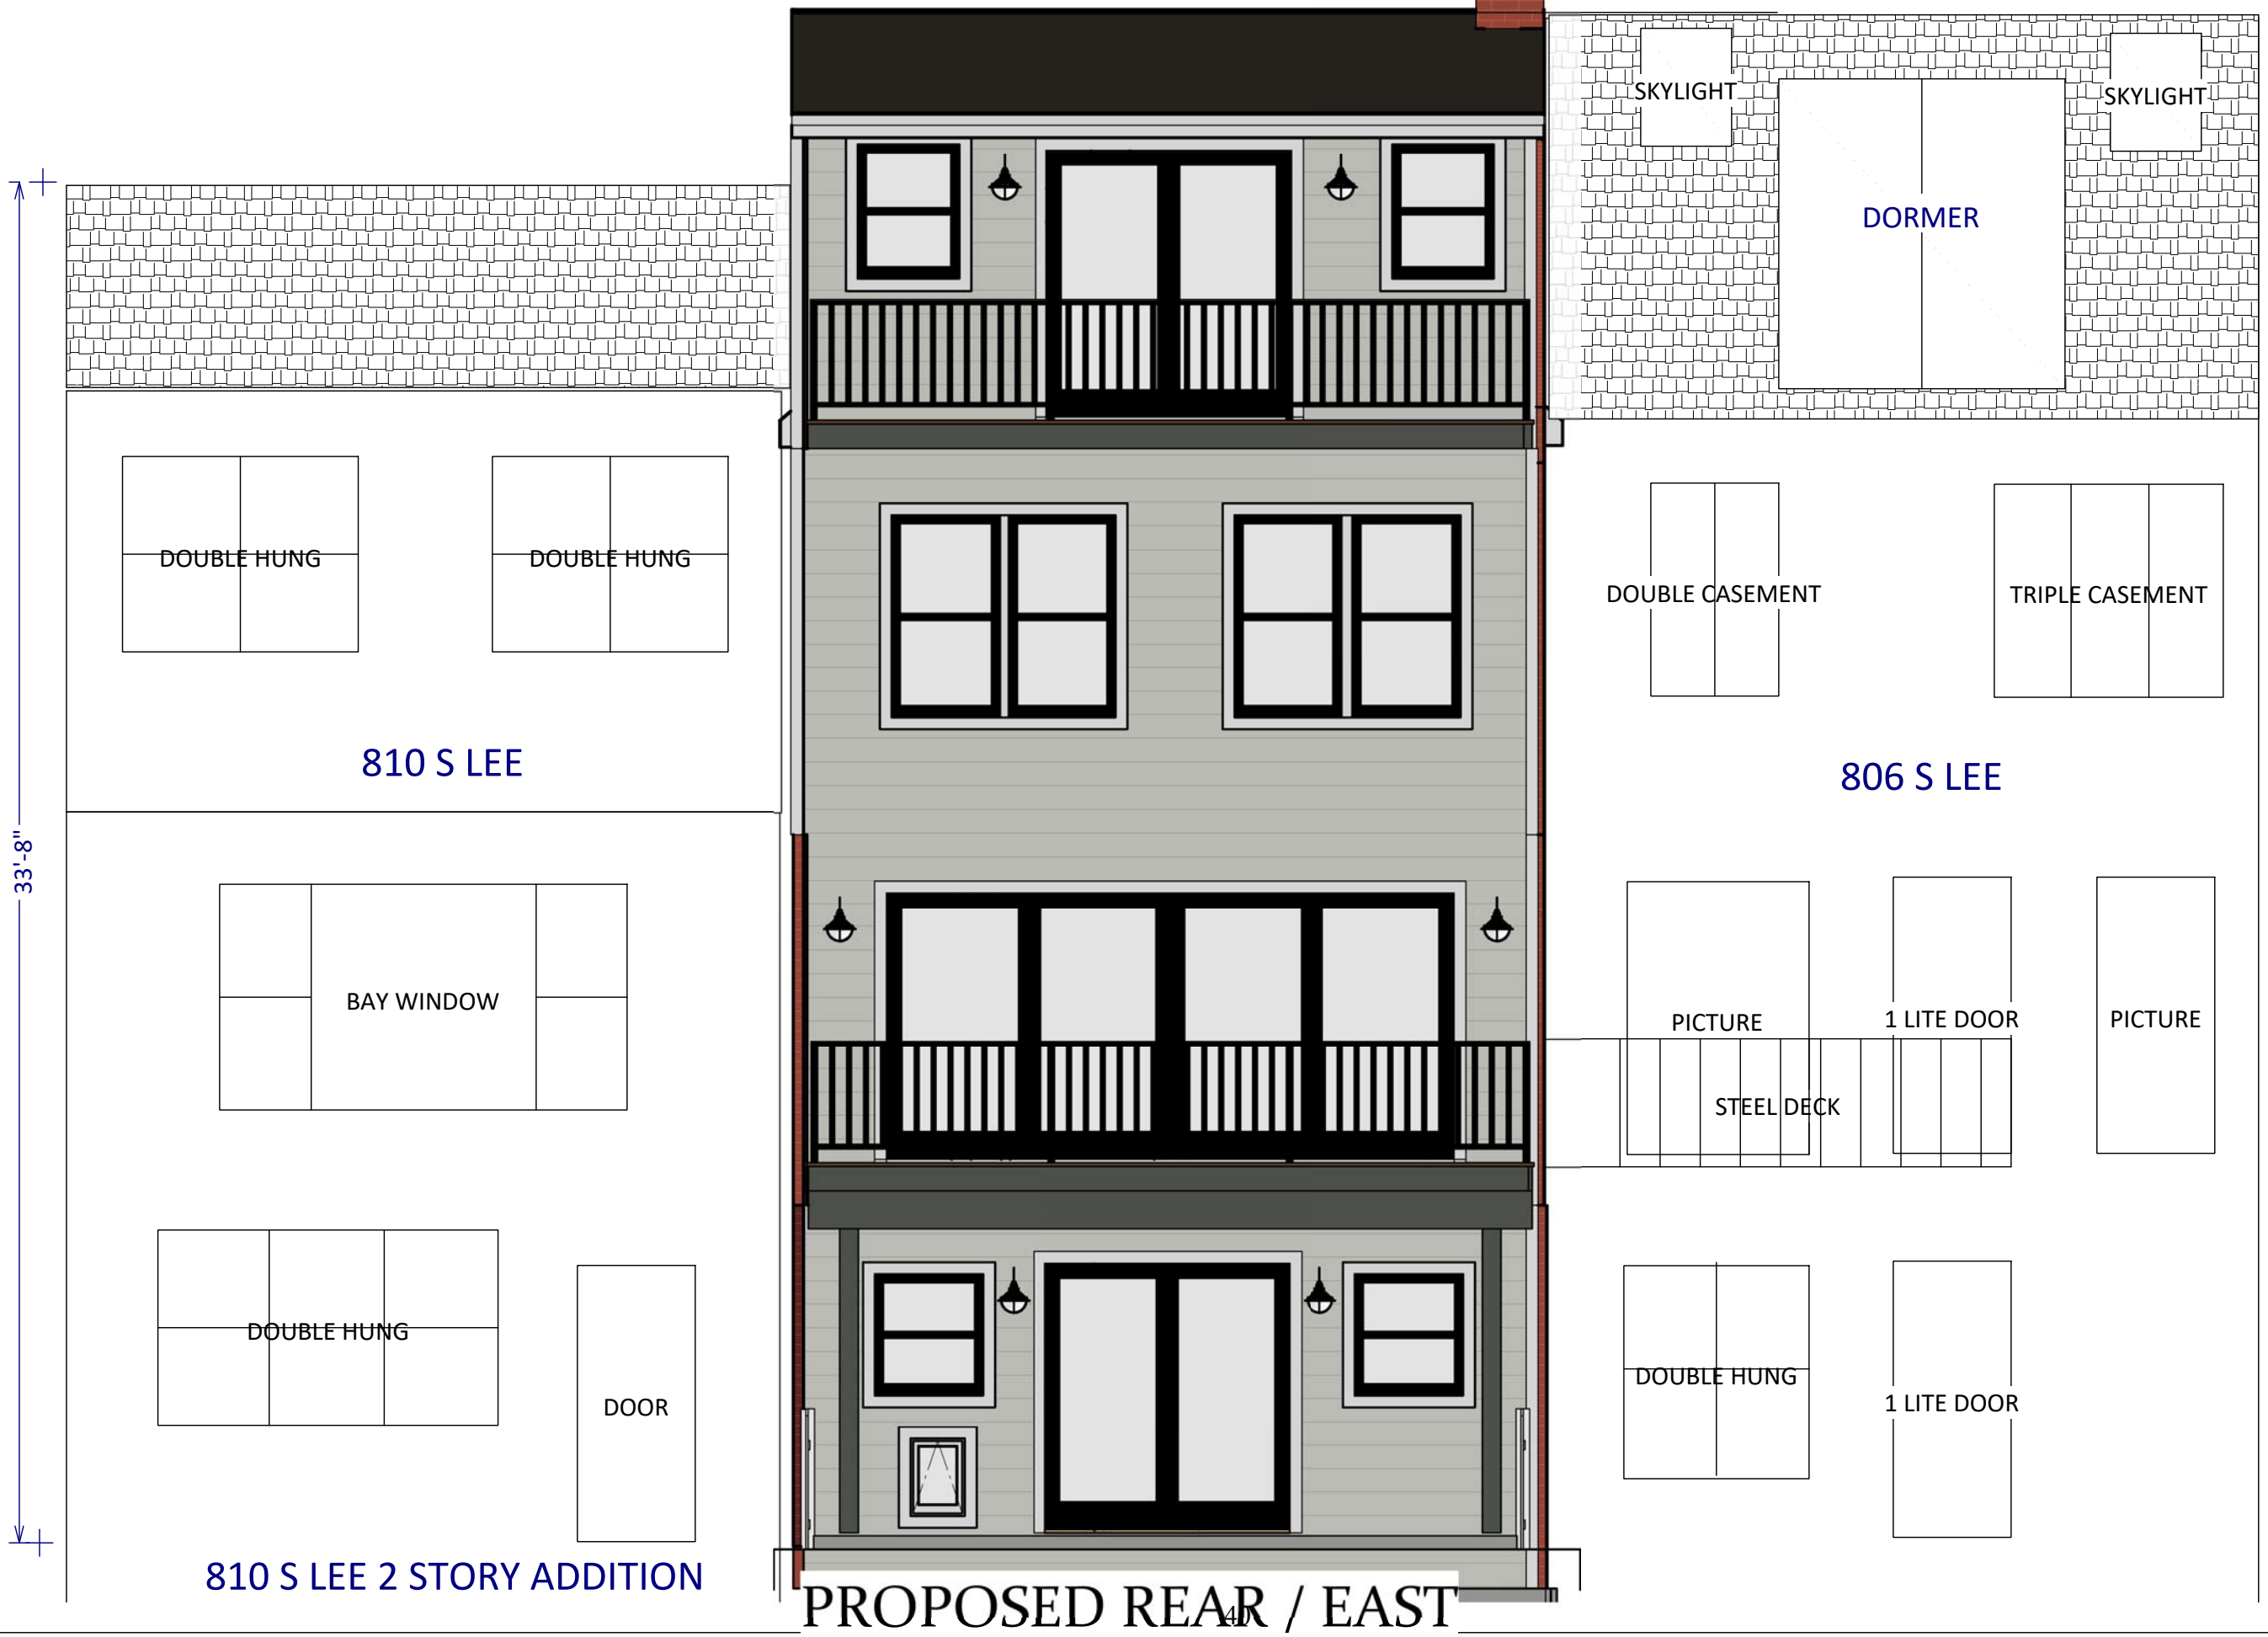 SKYLIGHT
SKYLIGHT
DORMER
DOUBLE HUNG
DOUBLE HUNG
DOUBLE CASEMENT
TRIPLE CASEMENT
810 S LEE
806 S LEE
33'-8"
BAY WINDOW
PICTURE
1 LITE DOOR
PICTURE
STEEL DECK
DOUBLE HUNG
DOOR
DOUBLE HUNG
1 LITE DOOR
810 S LEE 2 STORY ADDITION
PROPOSED REAR / EAST
40